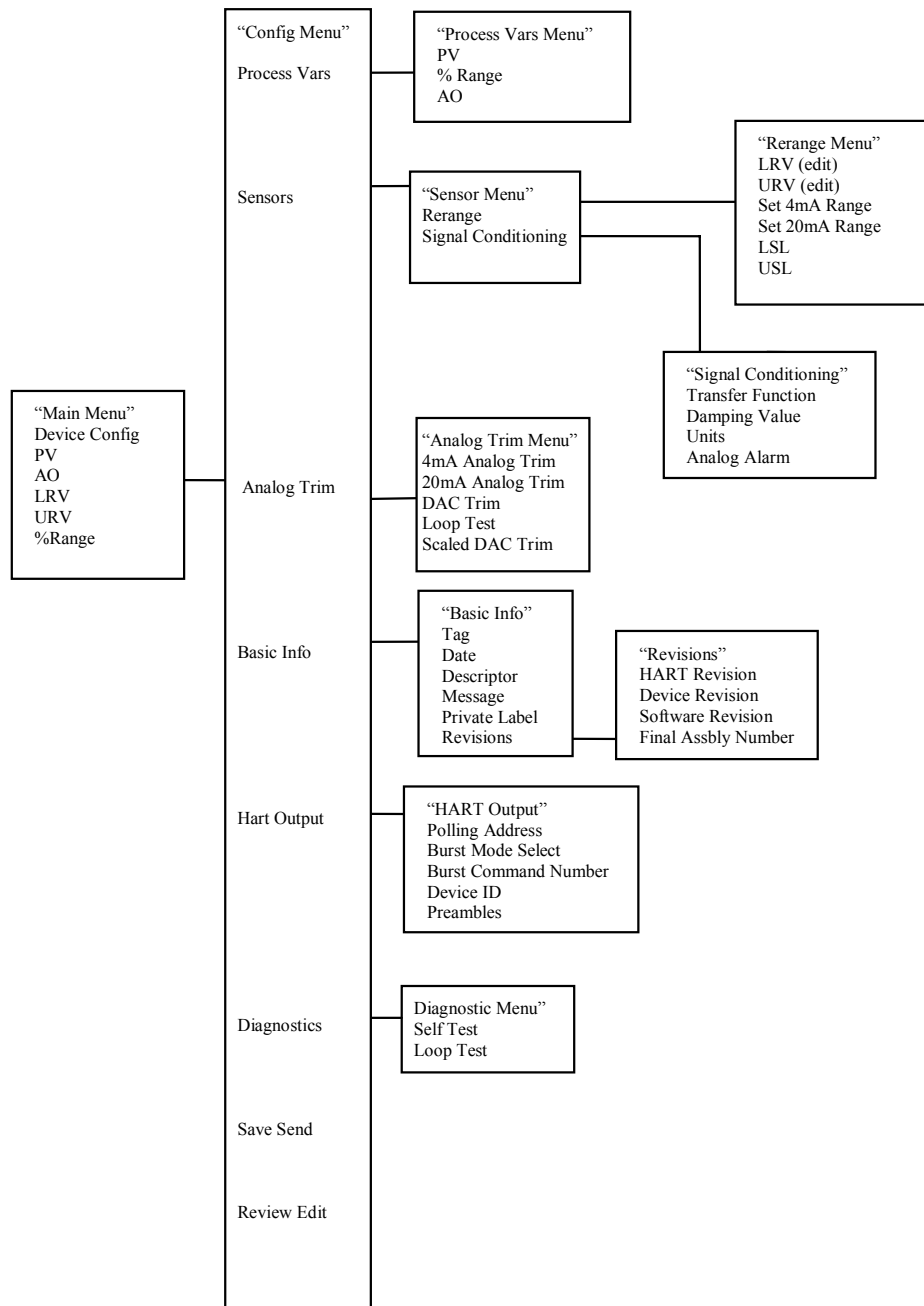 “Main Menu”
Device Config
PV
AO
LRV
URV
%Range
“Config Menu”
Process Vars
Sensors
Analog Trim
Basic Info
Hart Output
Diagnostics
Save Send
Review Edit
“Process Vars Menu”
PV
% Range
AO
“Sensor Menu”
Rerange
Signal Conditioning
“Rerange Menu”
LRV (edit)
URV (edit)
Set 4mA Range
Set 20mA Range
LSL
USL
“Signal Conditioning”
Transfer Function
Damping Value
Units
Analog Alarm
“Analog Trim Menu”
4mA Analog Trim
20mA Analog Trim
DAC Trim
Loop Test
Scaled DAC Trim
“Basic Info”
Tag
Date
Descriptor
Message
Private Label
Revisions
“Revisions”
HART Revision
Device Revision
Software Revision
Final Assbly Number
“HART Output”
Polling Address
Burst Mode Select
Burst Command Number
Device ID
Preambles
Diagnostic Menu”
Self Test
Loop Test